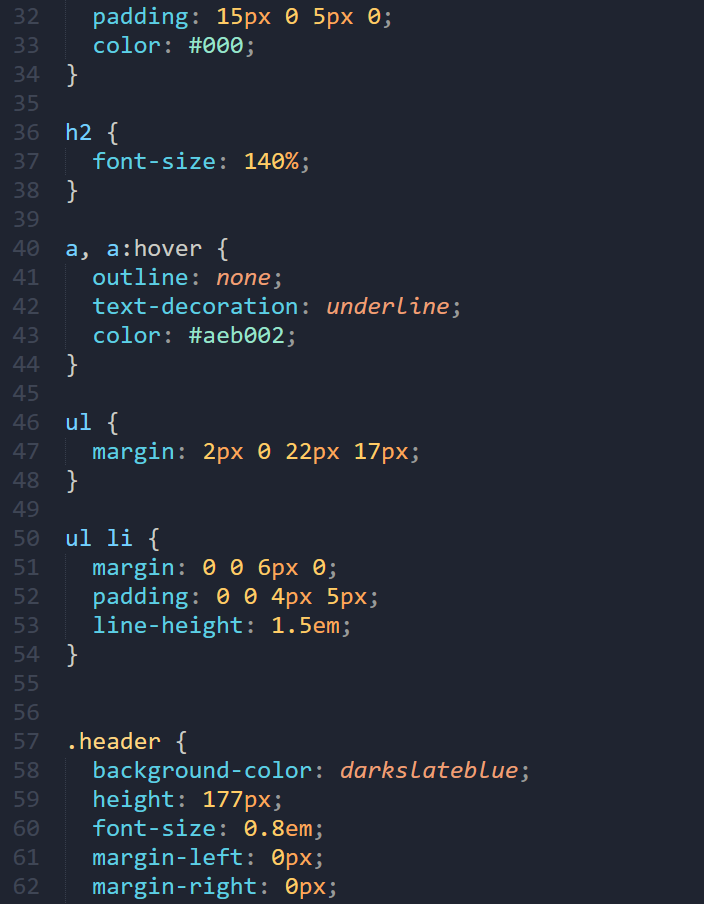 32 padding: 15px 0 5px 0;
33 color: #000;
34 }
35
36 h2 {
37 font-size: 140%;
38 }
39
40 a, a:hover {
41 outline: none;
42 text-decoration: underline;
43 color: #aeb002;
44 }
45
46 ul {
47 margin: 2px 0 22px 17px;
48 }
49
50 ul li {
51 margin: 0 0 6px 0;
52 padding: 0 0 4px 5px;
53 line-height: 1.5em;
54 }
55
56
57 .header {
58 background-color: darkslateblue;
59 height: 177px;
60 font-size: 0.8em;
61 margin-left: 0px;
62 margin-right: 0px;